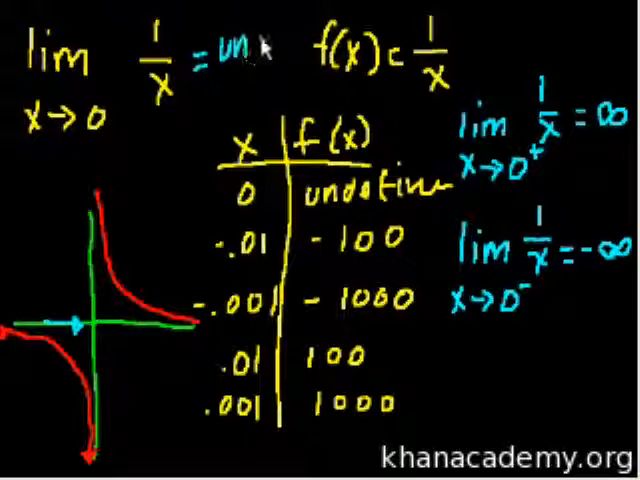 lim 1/x = un
x→0
f(x) = 1/x
x f(x)
0 undefine
-.01 -100
-.001 -1000
.01 100
.001 1000
lim 1/x = ∞
x→0⁺
lim 1/x = -∞
x→0⁻
khanacademy.org